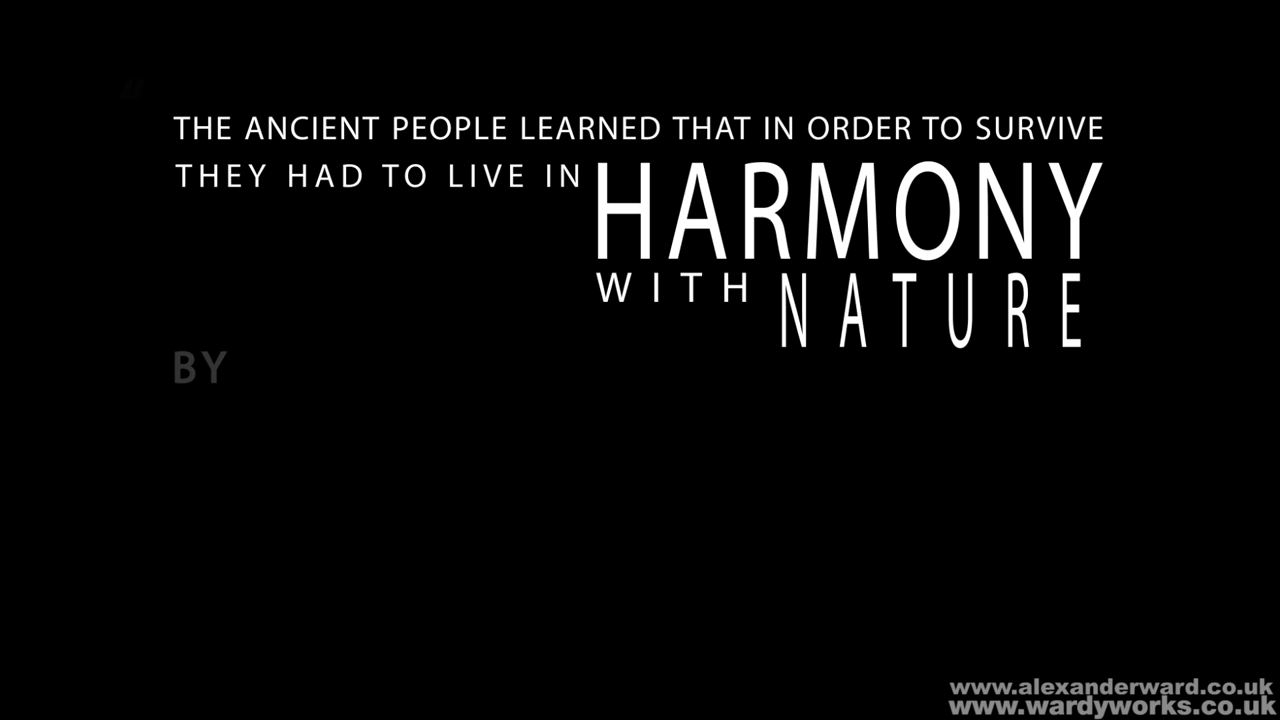 “
THE ANCIENT PEOPLE LEARNED THAT IN ORDER TO SURVIVE
THEY HAD TO LIVE IN HARMONY
WITH NATURE
BY
www.alexanderward.co.uk
www.wardyworks.co.uk